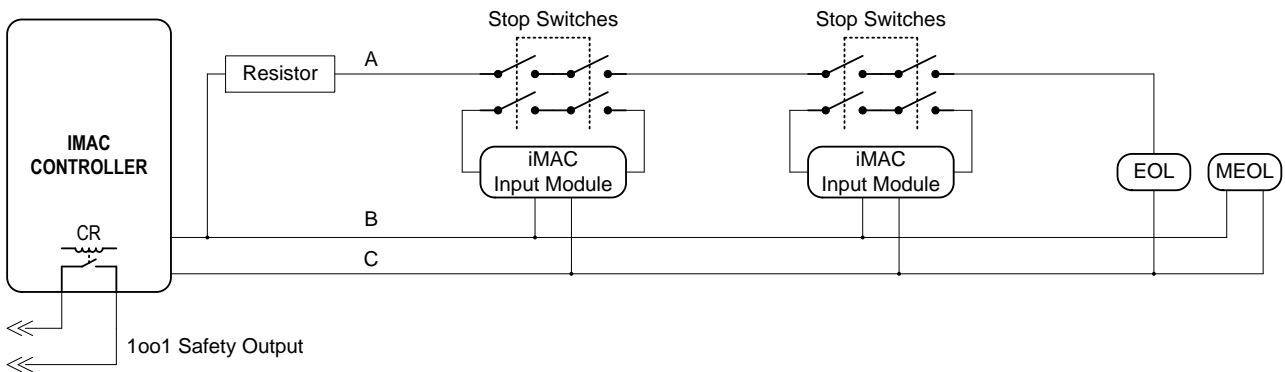 Stop Switches
Stop Switches
A
Resistor
IMAC
CONTROLLER
iMAC
Input Module
iMAC
Input Module
EOL
MEOL
B
CR
C
1oo1 Safety Output